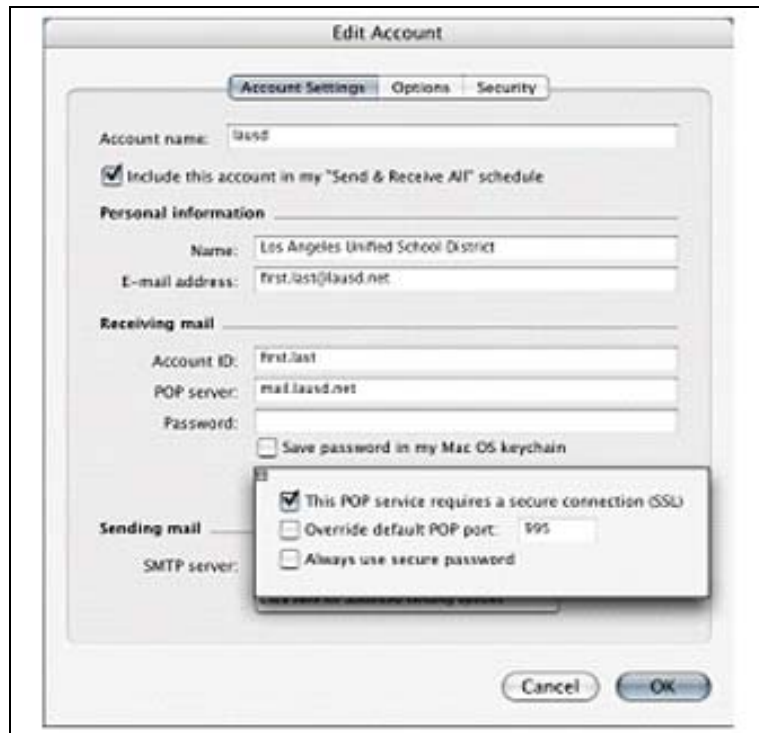 Edit Account
Account Settings Options Security
Account name: lausd
Include this account in my "Send & Receive All" schedule
Personal information
Name: Los Angeles Unified School District
E-mail address: first.last@lausd.net
Receiving mail
Account ID: first.last
POP server: mail.lausd.net
Password:
Save password in my Mac OS keychain
This POP service requires a secure connection (SSL)
Override default POP port: 995
Always use secure password
Sending mail
SMTP server:
Cancel OK